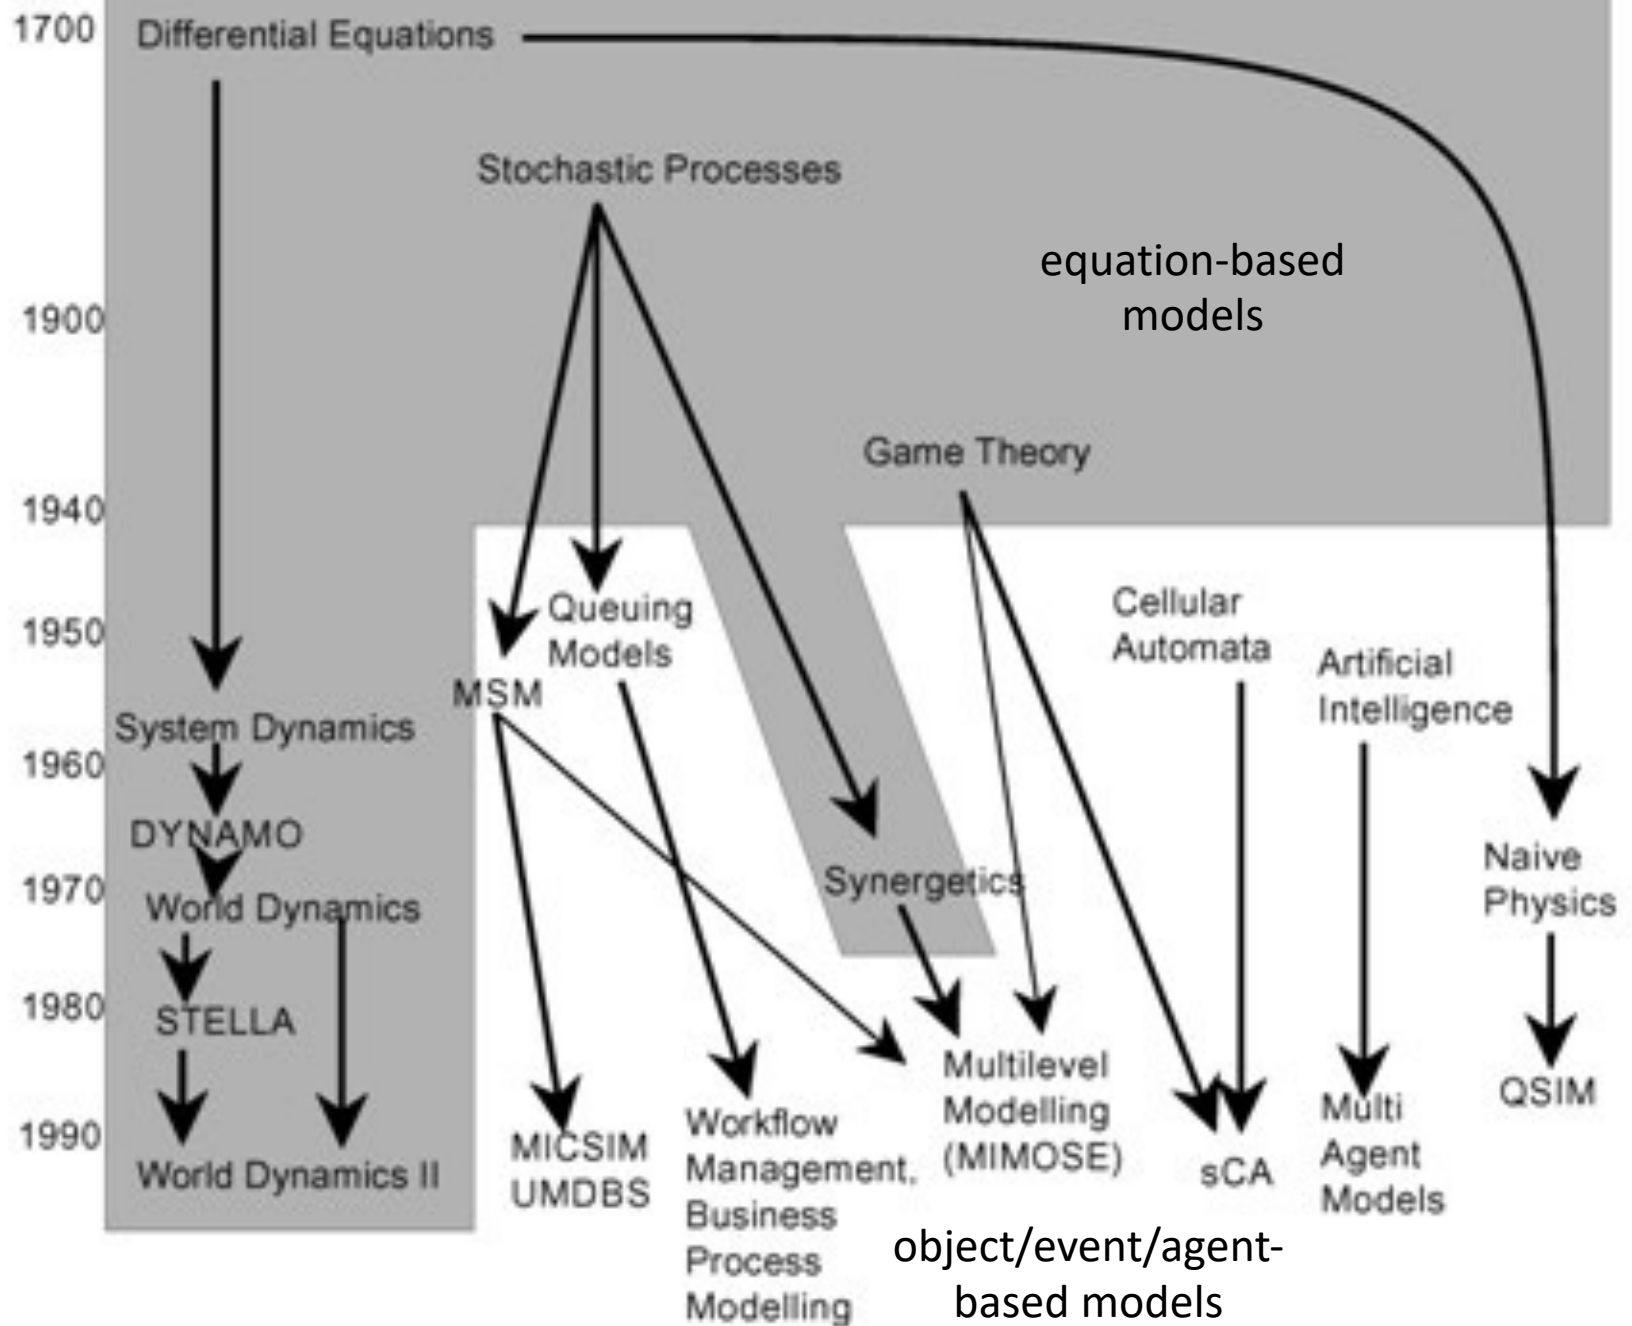 1700
Differential Equations
Stochastic Processes
equation-based
models
1900
Game Theory
1940
Cellular
Automata
Queuing
Models
1950
Artificial
Intelligence
MSM
System Dynamics
1960
DYNAMO
Naive
Physics
Synergetics
1970
World Dynamics
1980
STELLA
Multilevel
Modelling
(MIMOSE)
QSIM
Multi
Agent
Models
1990
MICSIM
UMDBS
Workflow
Management,
Business
Process
Modelling
sCA
World Dynamics II
object/event/agent-
based models